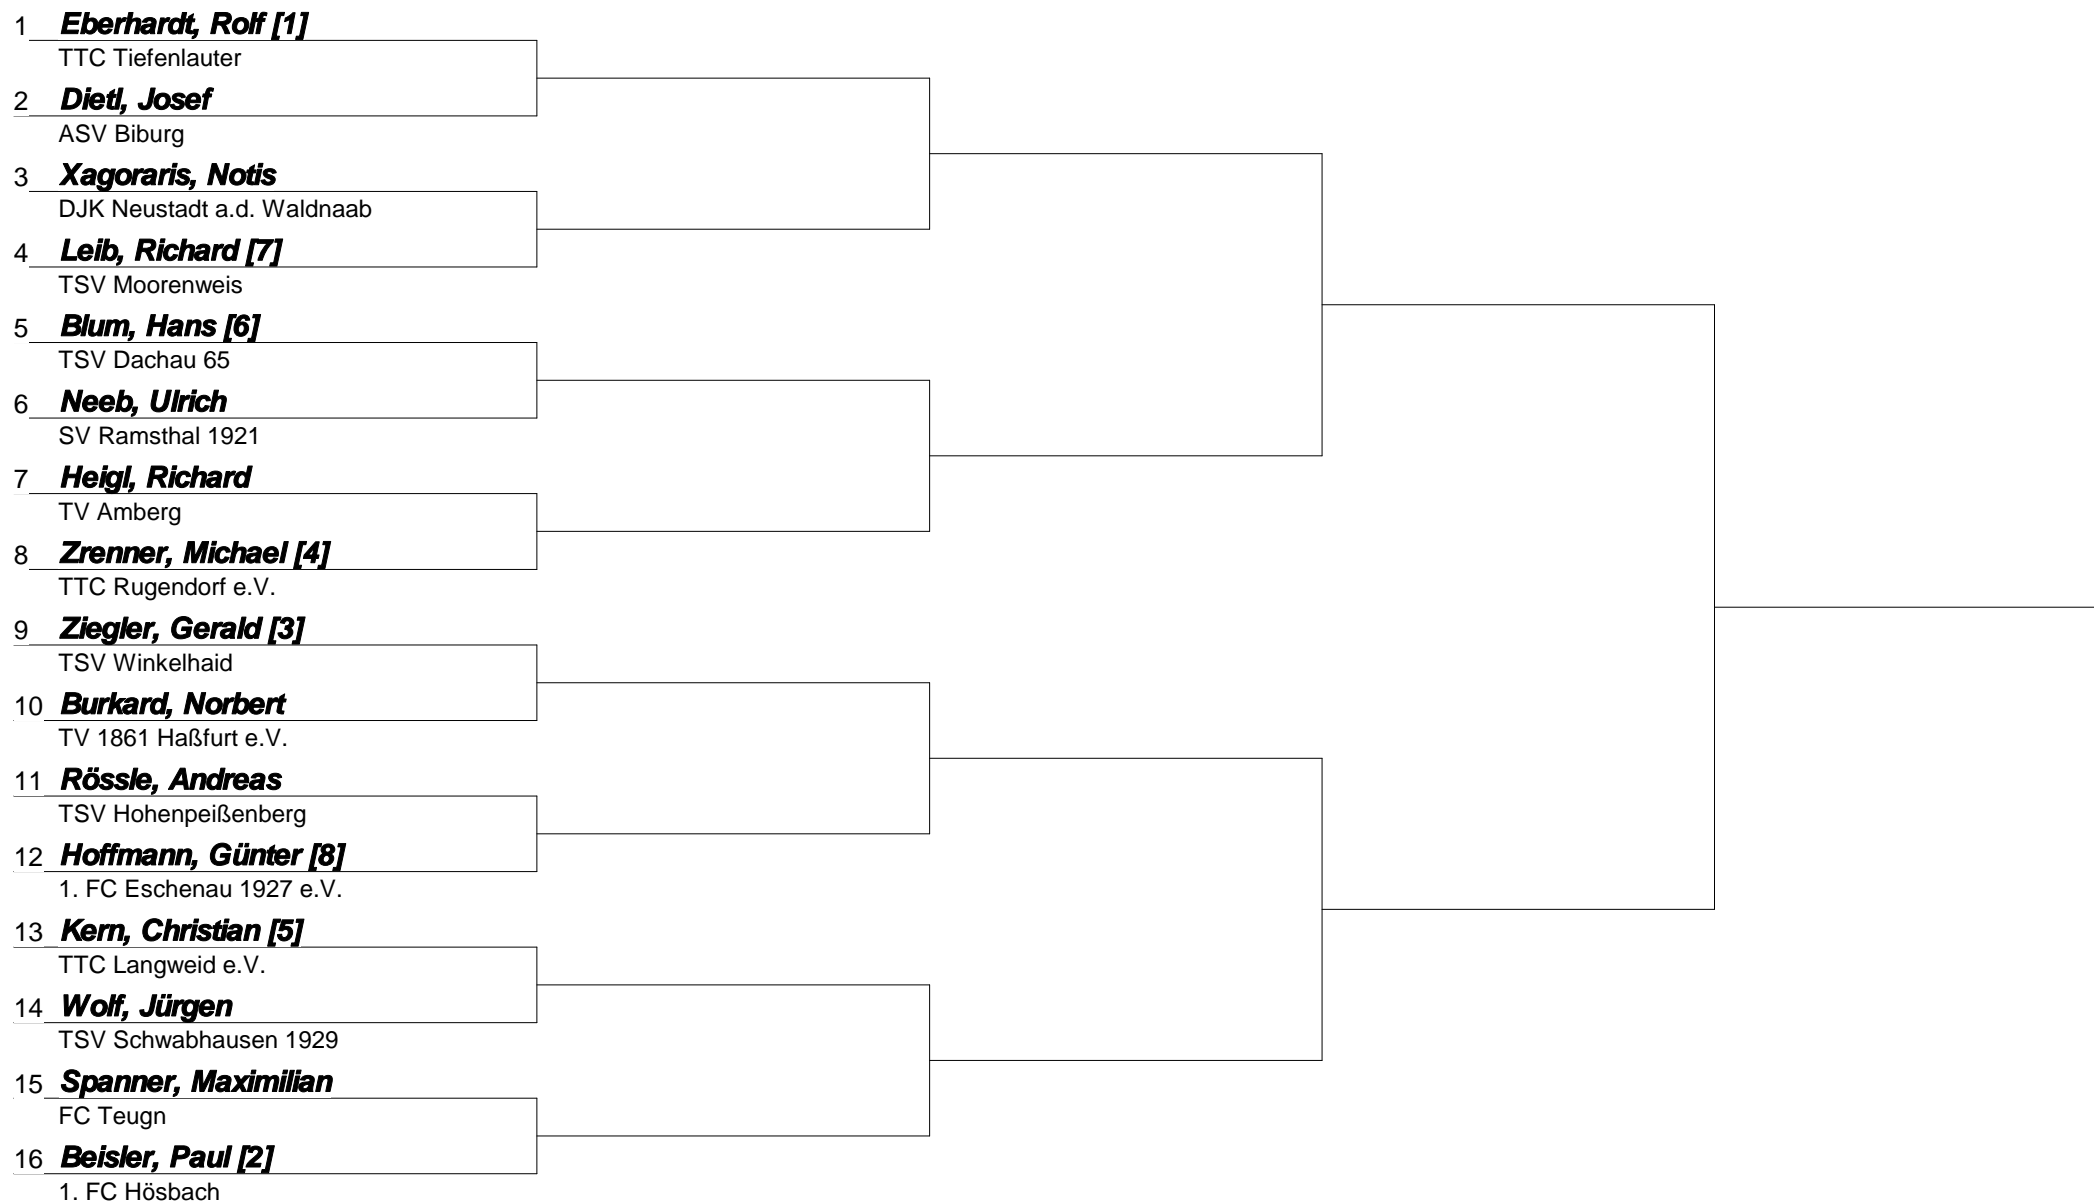 1 Eberhardt, Rolf [1]
TTC Tiefenlauter
2 Dietl, Josef
ASV Biburg
3 Xagoraris, Notis
DJK Neustadt a.d. Waldnaab
4 Leib, Richard [7]
TSV Moorenweis
5 Blum, Hans [6]
TSV Dachau 65
6 Neeb, Ulrich
SV Ramsthal 1921
7 Heigl, Richard
TV Amberg
8 Zrenner, Michael [4]
TTC Rugendorf e.V.
9 Ziegler, Gerald [3]
TSV Winkelhaid
10 Burkard, Norbert
TV 1861 Haßfurt e.V.
11 Rössle, Andreas
TSV Hohenpeißenberg
12 Hoffmann, Günter [8]
1. FC Eschenau 1927 e.V.
13 Kern, Christian [5]
TTC Langweid e.V.
14 Wolf, Jürgen
TSV Schwabhausen 1929
15 Spanner, Maximilian
FC Teugn
16 Beisler, Paul [2]
1. FC Hösbach